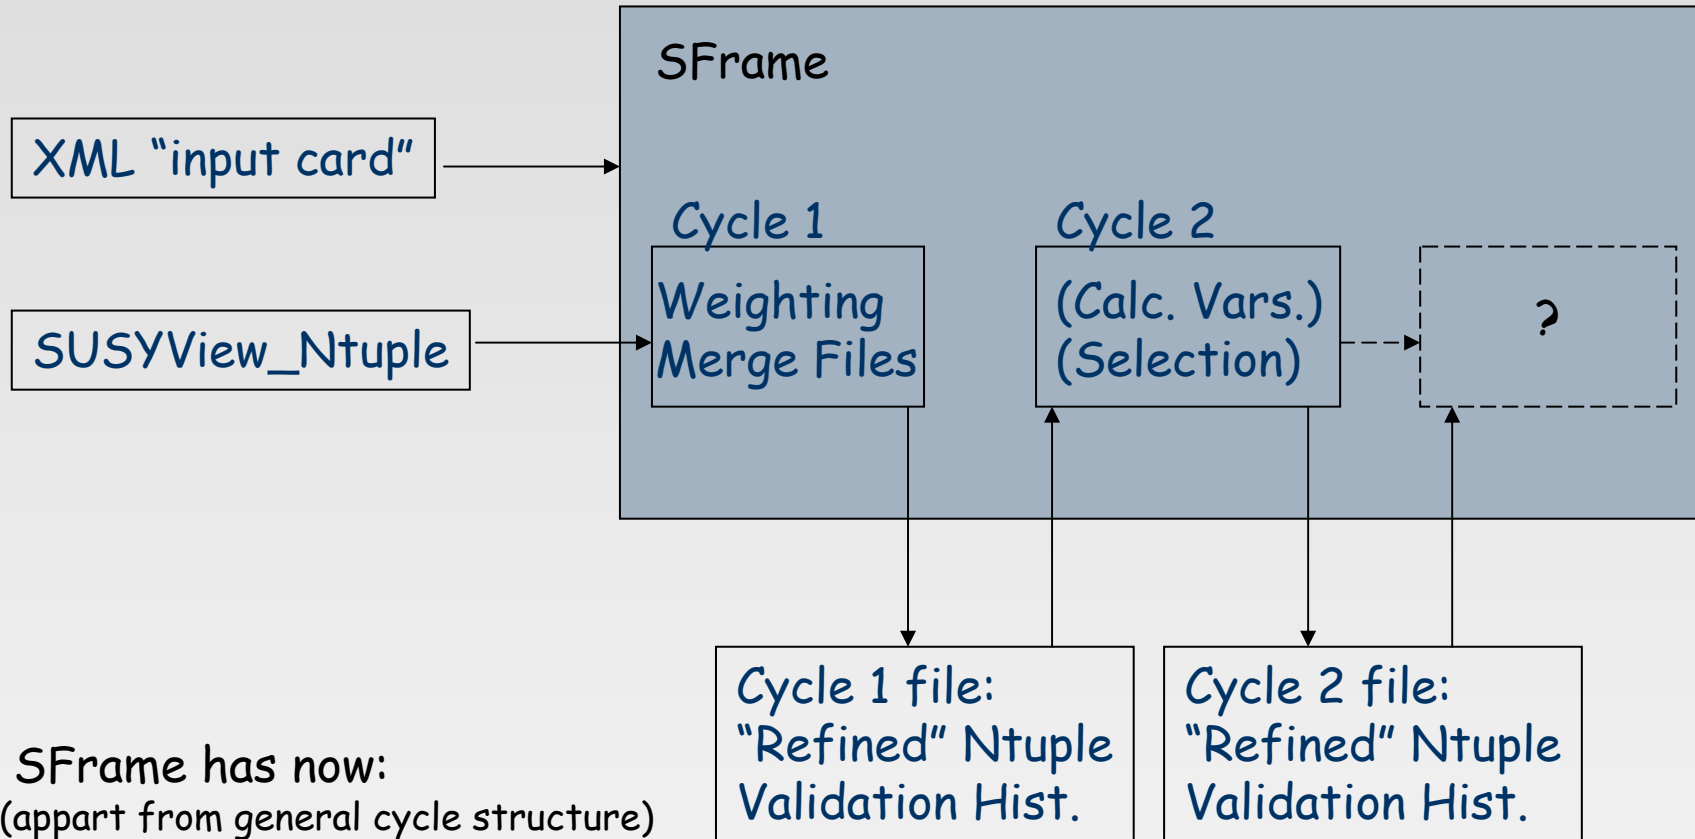 SFrame
XML “input card”
Cycle 1
Cycle 2
Weighting
Merge Files
(Calc. Vars.)
(Selection)
?
SUSYView_Ntuple
Cycle 1 file:
“Refined” Ntuple
Validation Hist.
Cycle 2 file:
“Refined” Ntuple
Validation Hist.
SFrame has now:
(appart from general cycle structure)